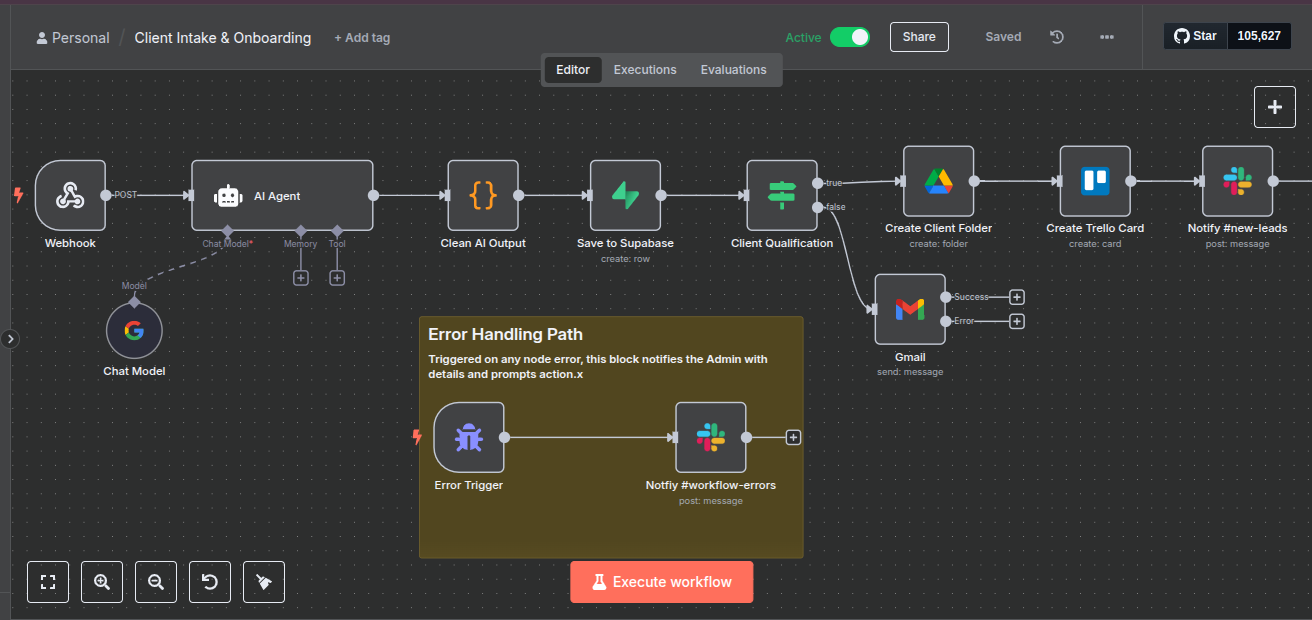 Personal / Client Intake & Onboarding + Add tag
Active Share Saved ••• Star 105,627
Editor Executions Evaluations
POST
AI Agent
true
false
Webhook
Chat Model*
Memory
Tool
Clean AI Output
Save to Supabase
create: row
Client Qualification
Create Client Folder
create: folder
Create Trello Card
create: card
Notify #new-leads
post: message
Model
Chat Model
Success
Error
Gmail
send: message
Error Handling Path
Triggered on any node error, this block notifies the Admin with
details and prompts action.x
Error Trigger
Notfiy #workflow-errors
post: message
Execute workflow